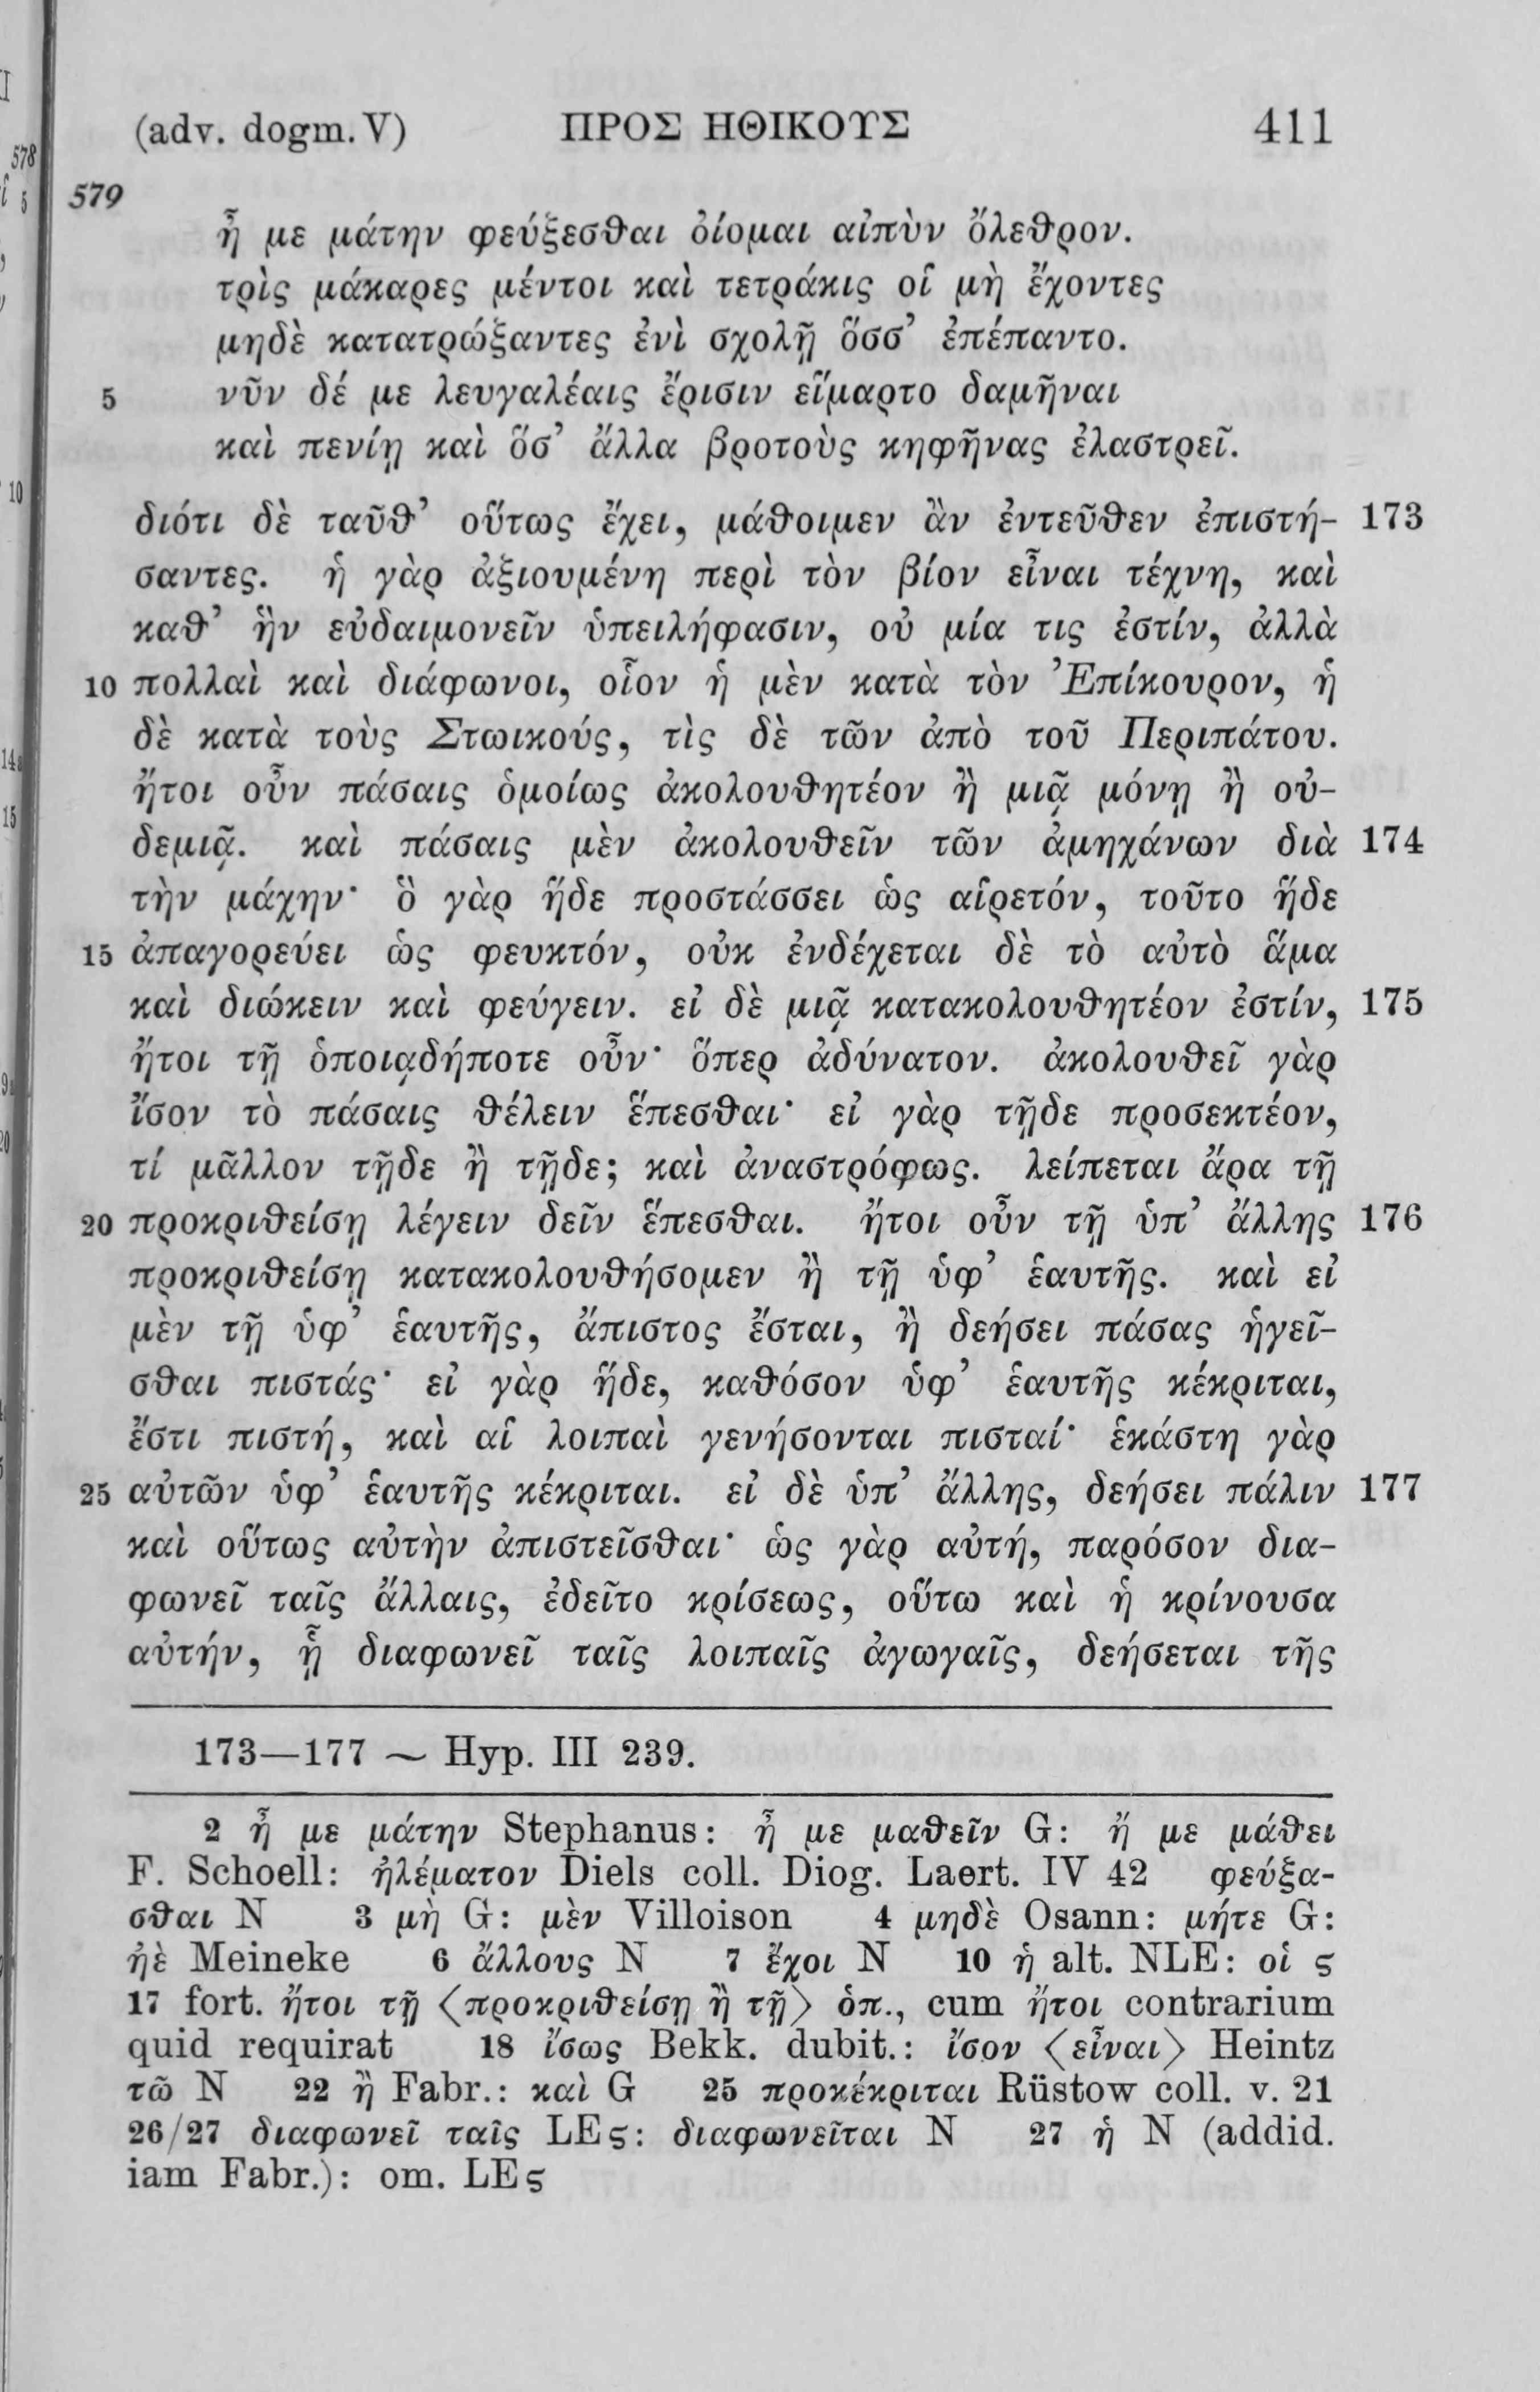 (adv. dogm. V) ΠΡΟΣ ΗΘΙΚΟΥΣ 411
579
ἦ με μάτην φεύξεσθαι ὀίομαι αἰπὺν ὄλεθρον.
τρὶς μάκαρες μέντοι καὶ τετράκις οἱ μὴ ἔχοντες
μηδὲ κατατρώξαντες ἐνὶ σχολῇ ὅσσ’ ἐπέπαντο.
5 νῦν δέ με λευγαλέαις ἔρισιν εἵμαρτο δαμῆναι
καὶ πενίῃ καὶ ὅσ’ ἄλλα βροτοὺς κηφῆνας ἐλαστρεῖ.
διότι δὲ ταῦθ’ οὕτως ἔχει, μάθοιμεν ἂν ἐντεῦθεν ἐπιστή- 173
σαντες. ἡ γὰρ ἀξιουμένη περὶ τὸν βίον εἶναι τέχνη, καὶ
καθ’ ἣν εὐδαιμονεῖν ὑπειλήφασιν, οὐ μία τις ἐστίν, ἀλλὰ
10 πολλαὶ καὶ διάφωνοι, οἷον ἡ μὲν κατὰ τὸν Ἐπίκουρον, ἡ
δὲ κατὰ τοὺς Στωικούς, τὶς δὲ τῶν ἀπὸ τοῦ Περιπάτου.
ἤτοι οὖν πάσαις ὁμοίως ἀκολουθητέον ἢ μιᾷ μόνῃ ἢ οὐ-
δεμιᾷ. καὶ πάσαις μὲν ἀκολουθεῖν τῶν ἀμηχάνων διὰ 174
τὴν μάχην· ὃ γὰρ ἥδε προστάσσει ὡς αἱρετόν, τοῦτο ἥδε
15 ἀπαγορεύει ὡς φευκτόν, οὐκ ἐνδέχεται δὲ τὸ αὐτὸ ἅμα
καὶ διώκειν καὶ φεύγειν. εἰ δὲ μιᾷ κατακολουθητέον ἐστίν, 175
ἤτοι τῇ ὁποιᾳδήποτε οὖν· ὅπερ ἀδύνατον. ἀκολουθεῖ γὰρ
ἴσον τὸ πάσαις θέλειν ἕπεσθαι· εἰ γὰρ τῇδε προσεκτέον,
τί μᾶλλον τῇδε ἢ τῇδε; καὶ ἀναστρόφως. λείπεται ἄρα τῇ
20 προκριθείσῃ λέγειν δεῖν ἕπεσθαι. ἤτοι οὖν τῇ ὑπ’ ἄλλης 176
προκριθείσῃ κατακολουθήσομεν ἢ τῇ ὑφ’ ἑαυτῆς. καὶ εἰ
μὲν τῇ ὑφ’ ἑαυτῆς, ἄπιστος ἔσται, ἢ δεήσει πάσας ἡγεῖ-
σθαι πιστάς· εἰ γὰρ ἥδε, καθόσον ὑφ’ ἑαυτῆς κέκριται,
ἔστι πιστή, καὶ αἱ λοιπαὶ γενήσονται πισταί· ἑκάστη γὰρ
25 αὐτῶν ὑφ’ ἑαυτῆς κέκριται. εἰ δὲ ὑπ’ ἄλλης, δεήσει πάλιν 177
καὶ οὕτως αὐτὴν ἀπιστεῖσθαι· ὡς γὰρ αὐτή, παρόσον δια-
φωνεῖ ταῖς ἄλλαις, ἐδεῖτο κρίσεως, οὕτω καὶ ἡ κρίνουσα
αὐτήν, ᾗ διαφωνεῖ ταῖς λοιπαῖς ἀγωγαῖς, δεήσεται τῆς
173—177 ∼ Hyp. III 239.
2 ἦ με μάτην Stephanus: ἦ με μαθεῖν G: ἤ με μάθει
F. Schoell: ἠλέματον Diels coll. Diog. Laert. IV 42 φεύξα-
σθαι N 3 μὴ G: μὲν Villoison 4 μηδὲ Osann: μήτε G:
ἠὲ Meineke 6 ἄλλους N 7 ἔχοι N 10 ἡ alt. NLE: οἱ ς
17 fort. ἤτοι τῇ ⟨προκριθείσῃ ἢ τῇ⟩ ὁπ., cum ἤτοι contrarium
quid requirat 18 ἴσως Bekk. dubit.: ἴσον ⟨εἶναι⟩ Heintz
τῶ N 22 ἢ Fabr.: καὶ G 25 προκέκριται Rüstow coll. v. 21
26/27 διαφωνεῖ ταῖς LEς: διαφωνεῖται N 27 ἡ N (addid.
iam Fabr.): om. LEς